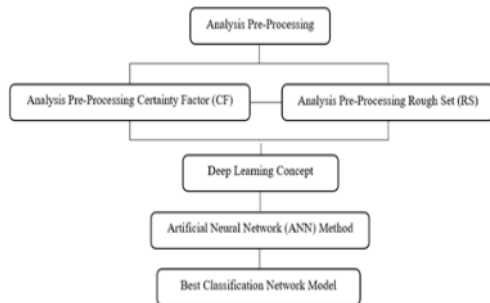 Analysis Pre-Processing
Analysis Pre-Processing Certainty Factor (CF)
Analysis Pre-Processing Rough Set (RS)
Deep Learning Concept
Artificial Neural Network (ANN) Method
Best Classification Network Model